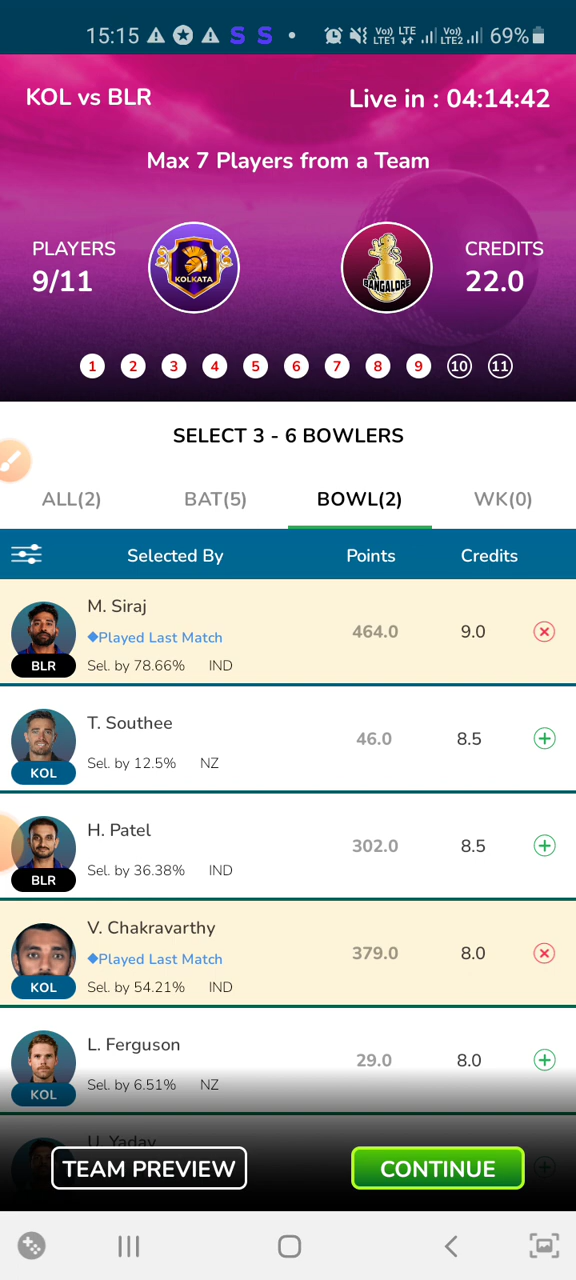 15:15 S S • Vo)) LTE1 LTE Vo)) LTE2 69%
KOL vs BLR Live in : 04:14:42
Max 7 Players from a Team
PLAYERS CREDITS
9/11 KOLKATA BANGALORE 22.0
1 2 3 4 5 6 7 8 9 10 11
SELECT 3 - 6 BOWLERS
ALL(2) BAT(5) BOWL(2) WK(0)
Selected By Points Credits
M. Siraj
Played Last Match 464.0 9.0
BLR Sel. by 78.66% IND
T. Southee
46.0 8.5
KOL Sel. by 12.5% NZ
H. Patel
302.0 8.5
BLR Sel. by 36.38% IND
V. Chakravarthy
Played Last Match 379.0 8.0
KOL Sel. by 54.21% IND
L. Ferguson
29.0 8.0
KOL Sel. by 6.51% NZ
U. Yadav
TEAM PREVIEW CONTINUE